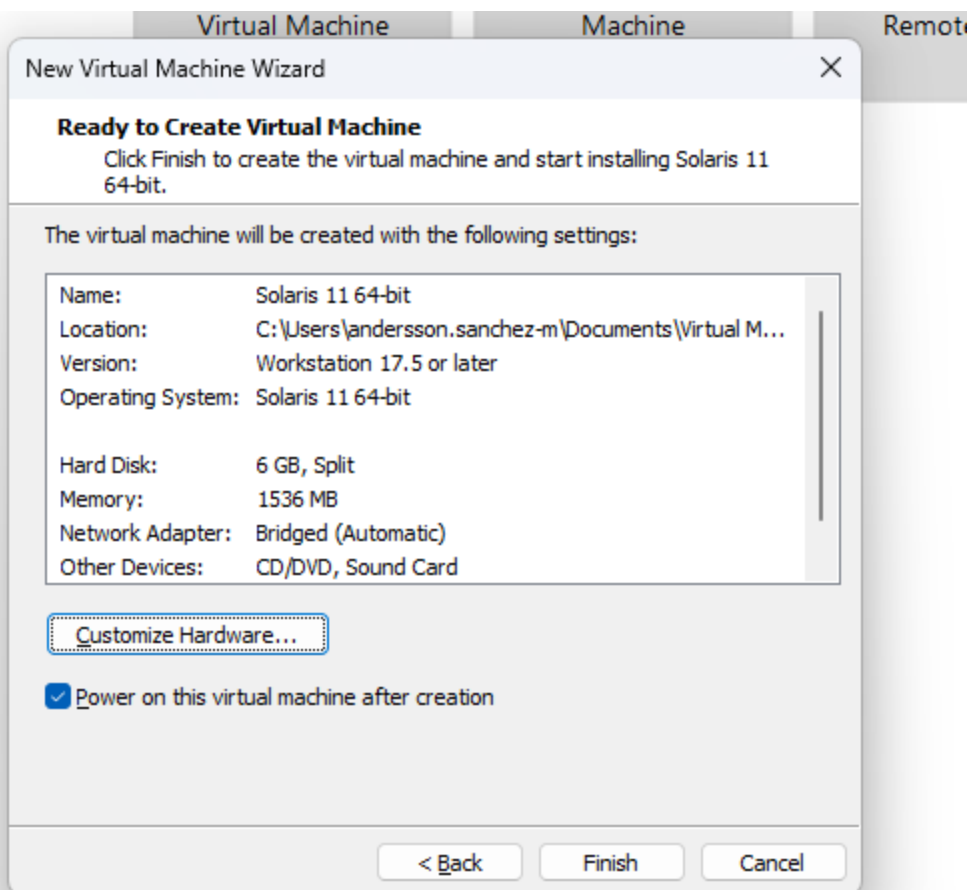 Virtual Machine Machine Remote
New Virtual Machine Wizard
Ready to Create Virtual Machine
Click Finish to create the virtual machine and start installing Solaris 11
64-bit.
The virtual machine will be created with the following settings:
Name: Solaris 11 64-bit
Location: C:\Users\andersson.sanchez-m\Documents\Virtual M...
Version: Workstation 17.5 or later
Operating System: Solaris 11 64-bit
Hard Disk: 6 GB, Split
Memory: 1536 MB
Network Adapter: Bridged (Automatic)
Other Devices: CD/DVD, Sound Card
Customize Hardware...
Power on this virtual machine after creation
< Back Finish Cancel